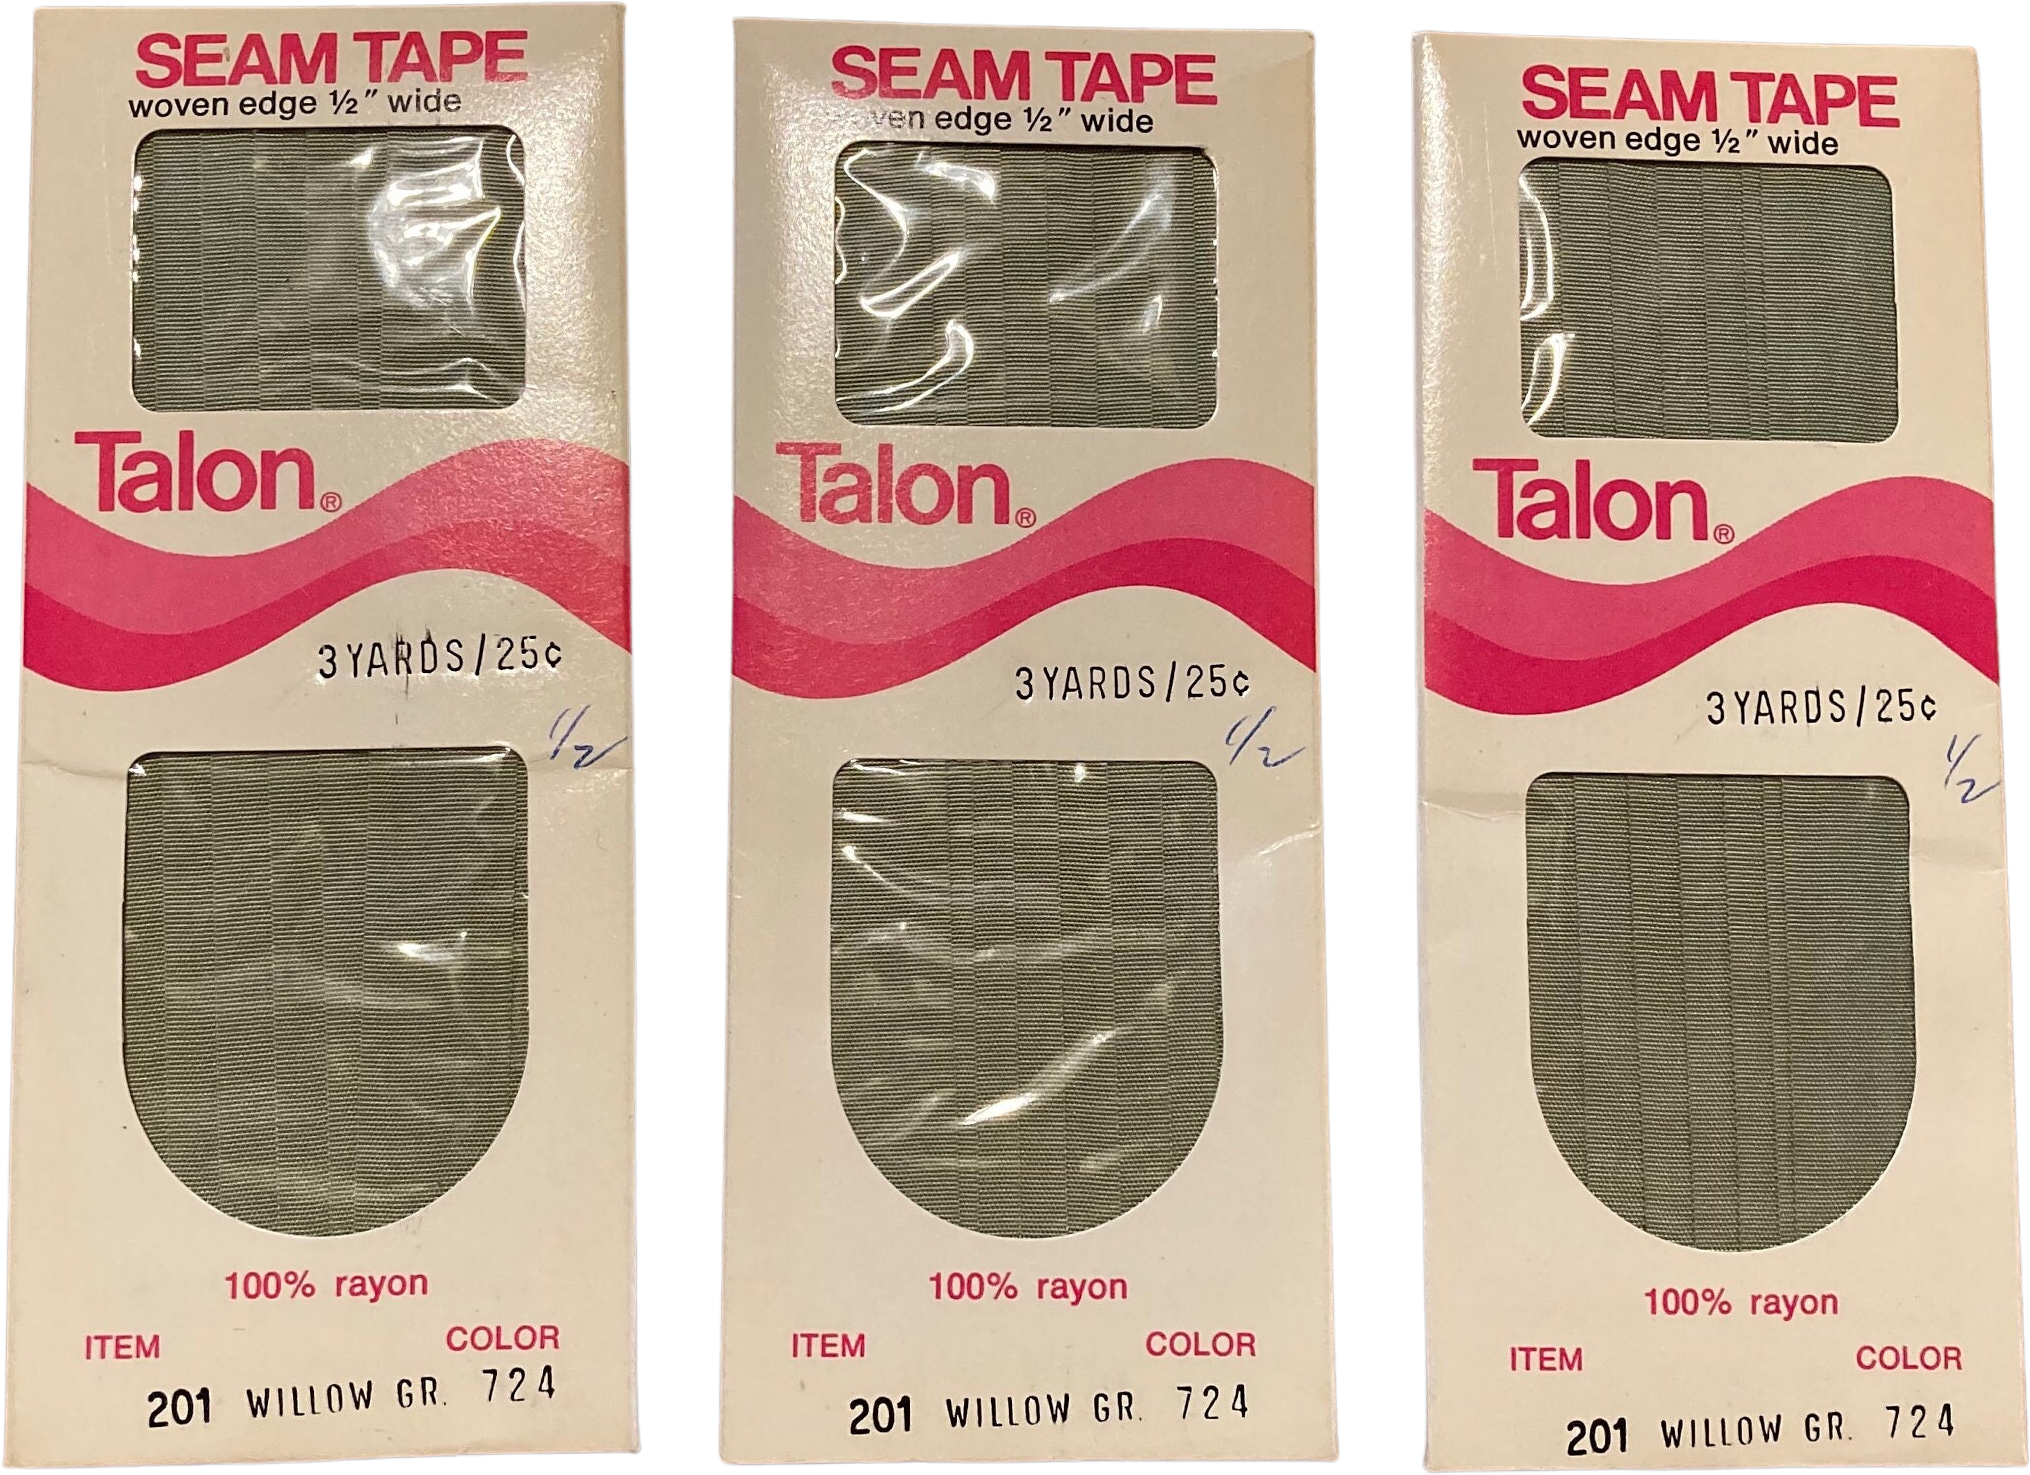 SEAM TAPE
woven edge ½" wide
Talon®
3 YARDS/25¢
1/2
100% rayon
ITEM COLOR
201 WILLOW GR. 724
SEAM TAPE
woven edge ½" wide
Talon®
3 YARDS/25¢
1/2
100% rayon
ITEM COLOR
201 WILLOW GR. 724
SEAM TAPE
woven edge ½" wide
Talon®
3 YARDS/25¢
1/2
100% rayon
ITEM COLOR
201 WILLOW GR. 724